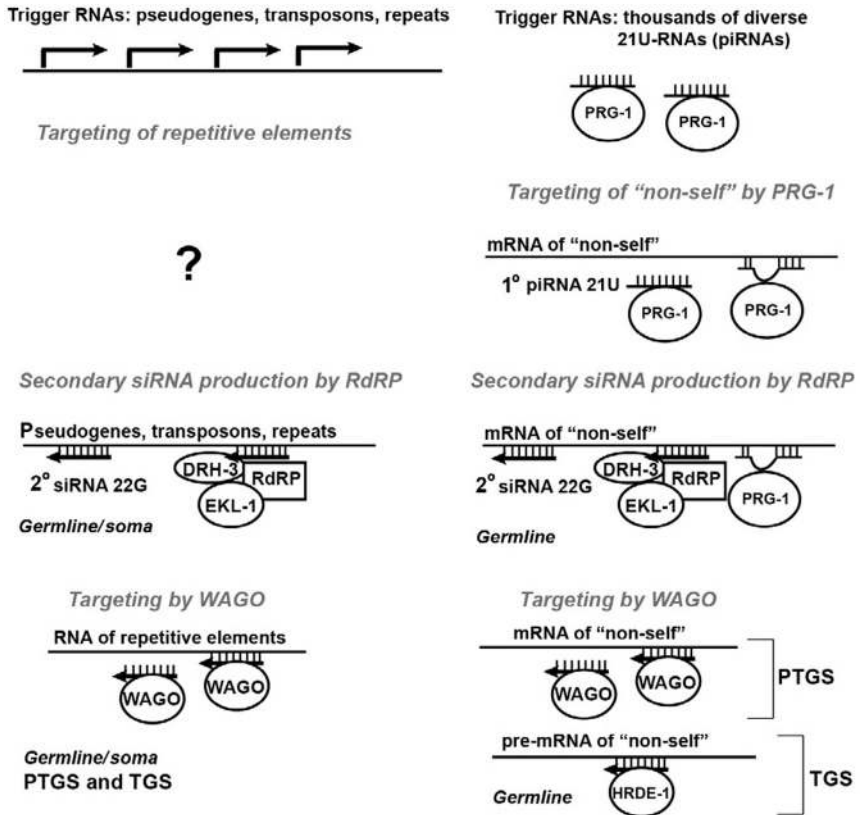 Trigger RNAs: pseudogenes, transposons, repeats
Targeting of repetitive elements
?
Secondary siRNA production by RdRP
Pseudogenes, transposons, repeats
DRH-3
RdRP
2° siRNA 22G
EKL-1
Germline/soma
Targeting by WAGO
RNA of repetitive elements
WAGO
WAGO
Germline/soma
PTGS and TGS
Trigger RNAs: thousands of diverse
21U-RNAs (piRNAs)
PRG-1
PRG-1
Targeting of “non-self” by PRG-1
mRNA of “non-self”
1° piRNA 21U
PRG-1
PRG-1
Secondary siRNA production by RdRP
mRNA of “non-self”
DRH-3
RdRP
2° siRNA 22G
EKL-1
PRG-1
Germline
Targeting by WAGO
mRNA of “non-self”
WAGO
WAGO
PTGS
pre-mRNA of “non-self”
HRDE-1
TGS
Germline